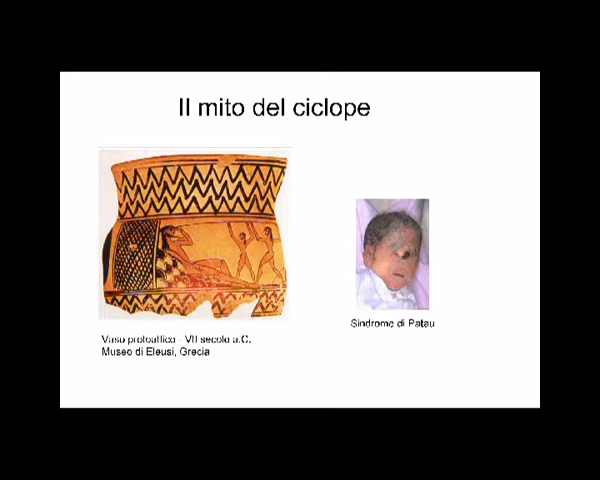 Il mito del ciclope
Sindrome di Patau
Vaso protoattico - VII secolo a.C.
Museo di Eleusi, Grecia